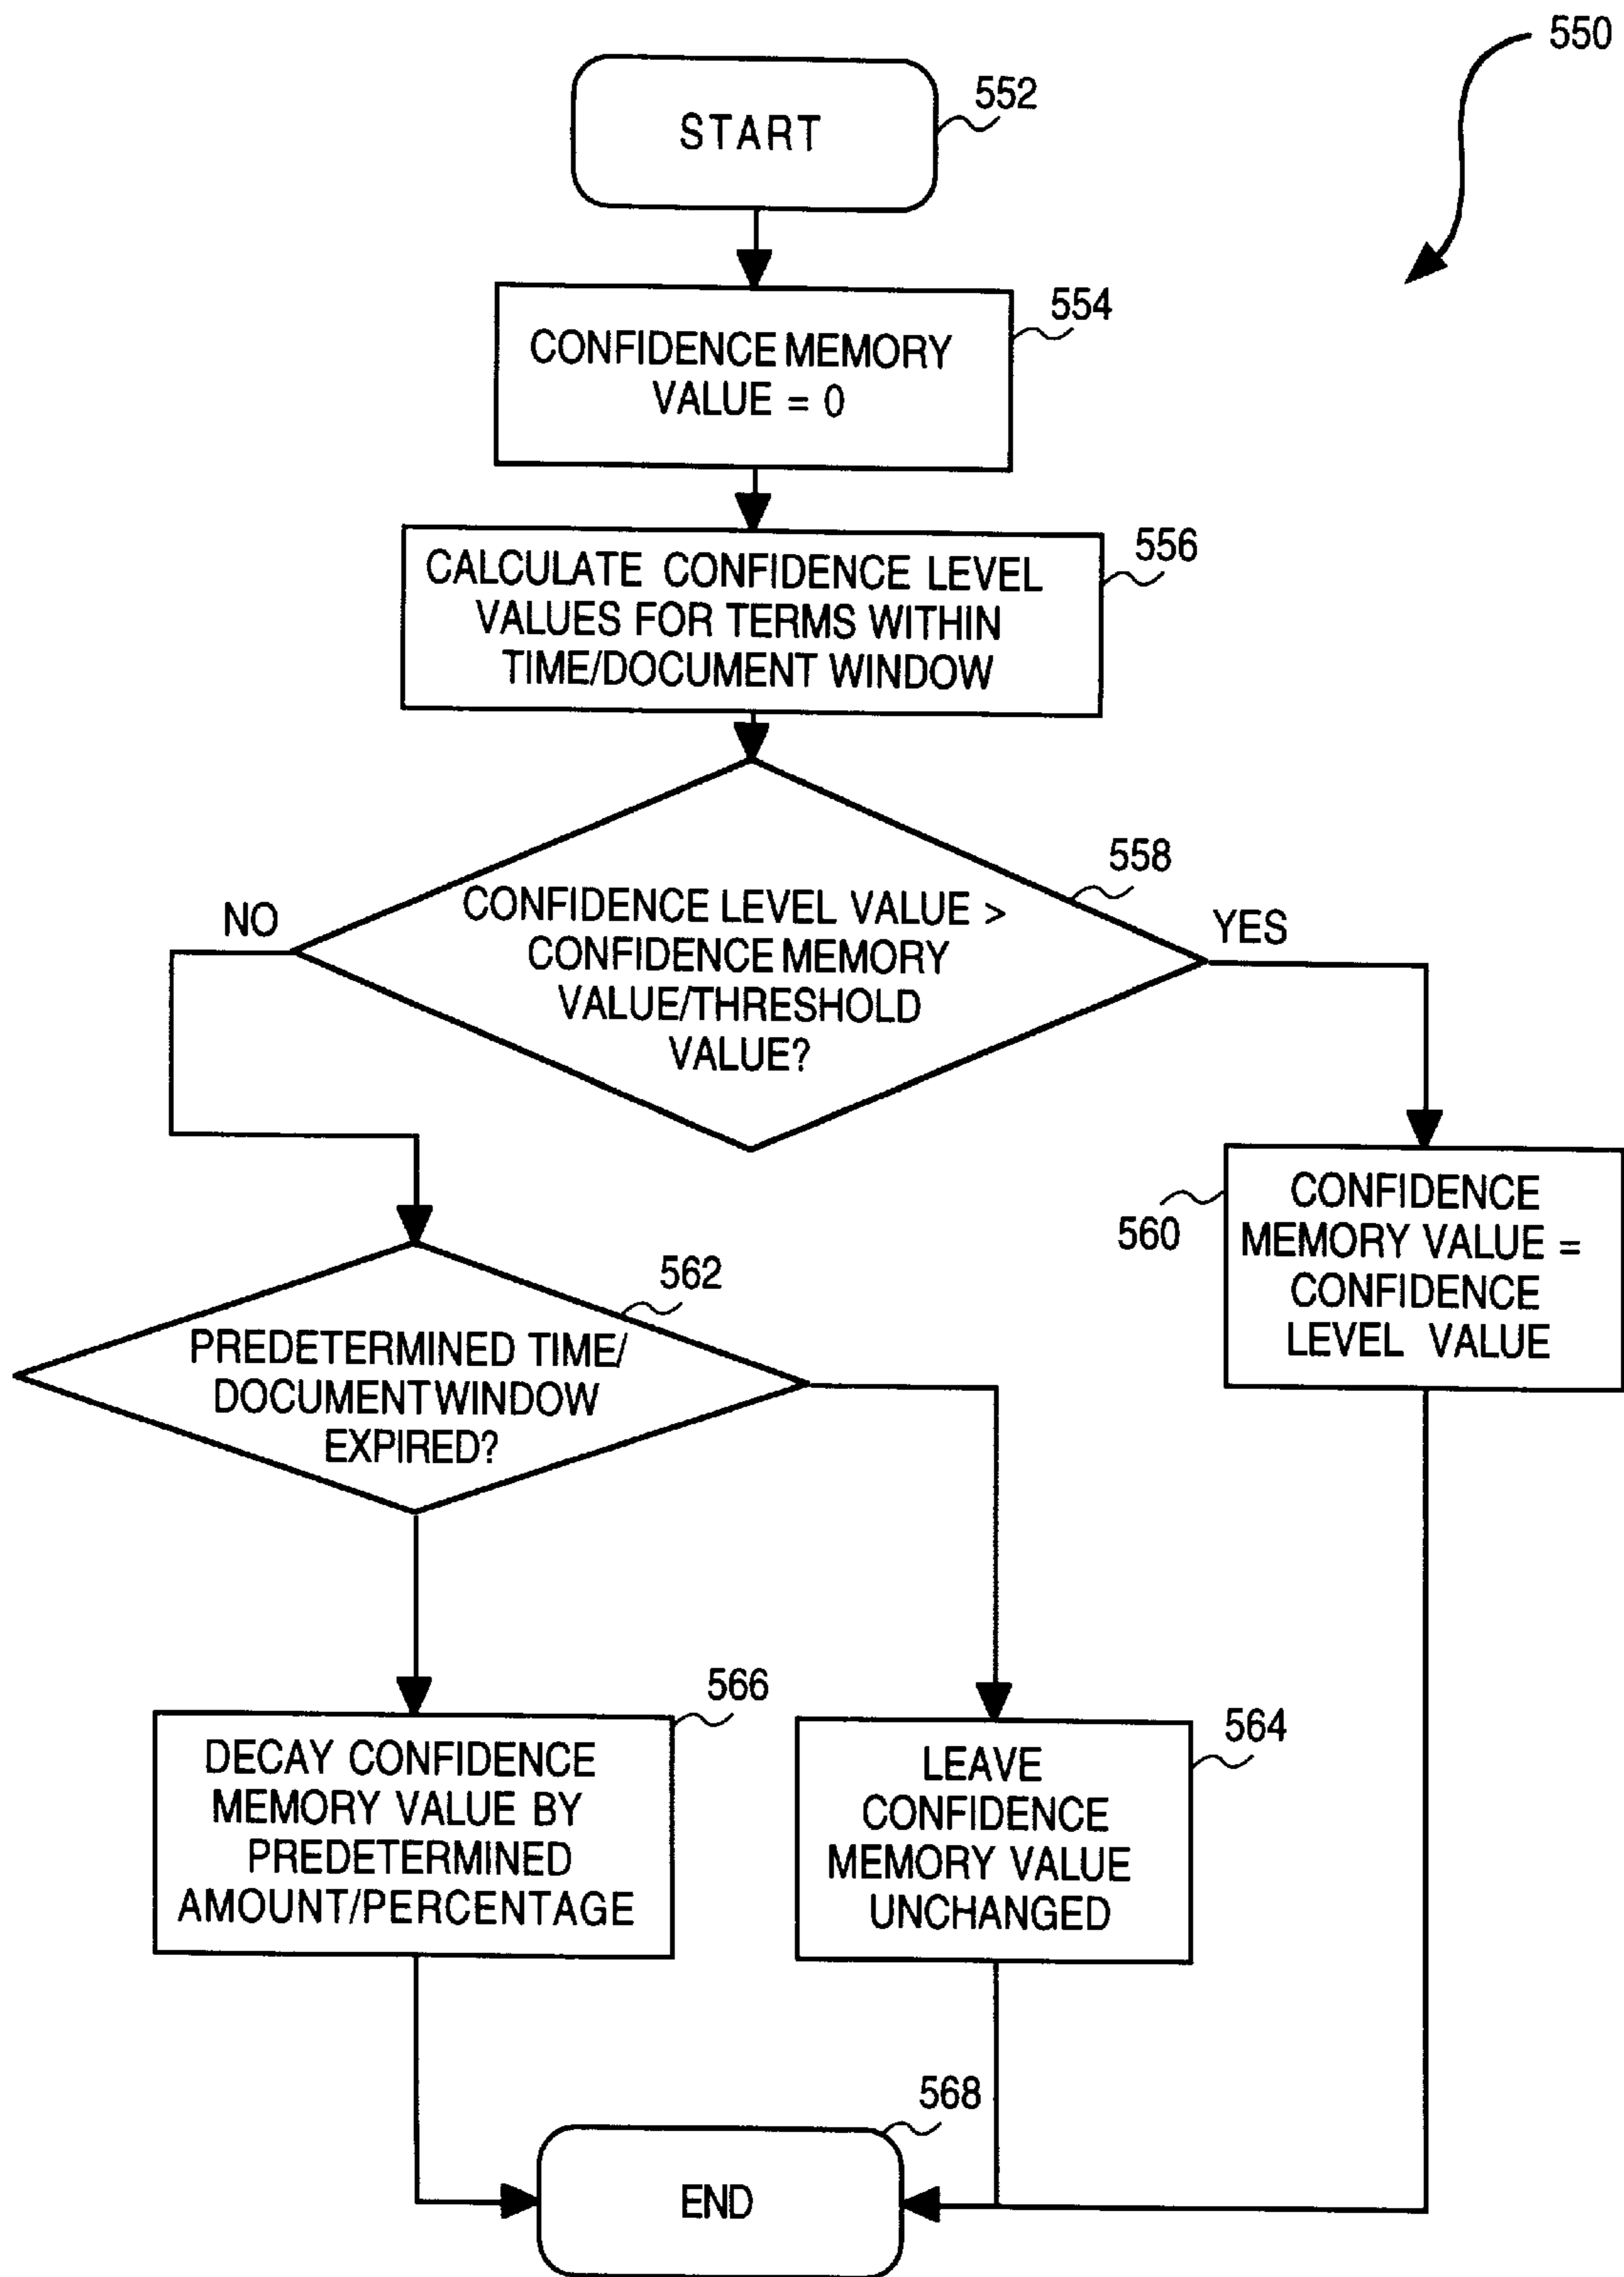 550
START
552
CONFIDENCE MEMORY
VALUE = 0
554
CALCULATE CONFIDENCE LEVEL
VALUES FOR TERMS WITHIN
TIME/DOCUMENT WINDOW
556
CONFIDENCE LEVEL VALUE >
CONFIDENCE MEMORY
VALUE/THRESHOLD
VALUE?
558
NO
YES
560
CONFIDENCE
MEMORY VALUE =
CONFIDENCE
LEVEL VALUE
562
PREDETERMINED TIME/
DOCUMENT WINDOW
EXPIRED?
566
DECAY CONFIDENCE
MEMORY VALUE BY
PREDETERMINED
AMOUNT/PERCENTAGE
564
LEAVE
CONFIDENCE
MEMORY VALUE
UNCHANGED
568
END